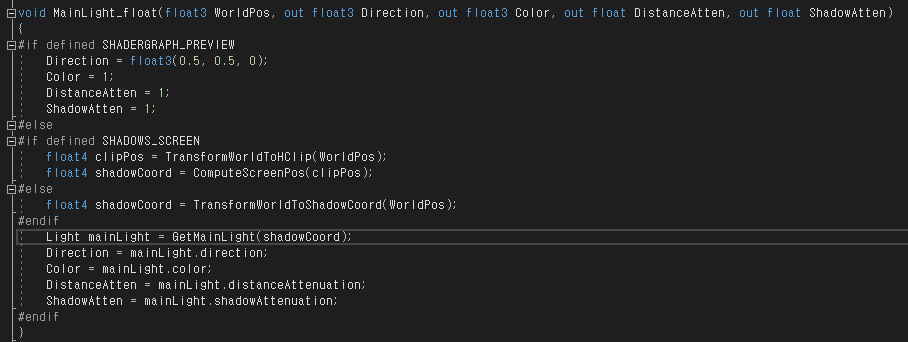 void MainLight_float(float3 WorldPos, out float3 Direction, out float3 Color, out float DistanceAtten, out float ShadowAtten)
{
#if defined SHADERGRAPH_PREVIEW
    Direction = float3(0.5, 0.5, 0);
    Color = 1;
    DistanceAtten = 1;
    ShadowAtten = 1;
#else
#if defined SHADOWS_SCREEN
    float4 clipPos = TransformWorldToHClip(WorldPos);
    float4 shadowCoord = ComputeScreenPos(clipPos);
#else
    float4 shadowCoord = TransformWorldToShadowCoord(WorldPos);
#endif
    Light mainLight = GetMainLight(shadowCoord);
    Direction = mainLight.direction;
    Color = mainLight.color;
    DistanceAtten = mainLight.distanceAttenuation;
    ShadowAtten = mainLight.shadowAttenuation;
#endif
}